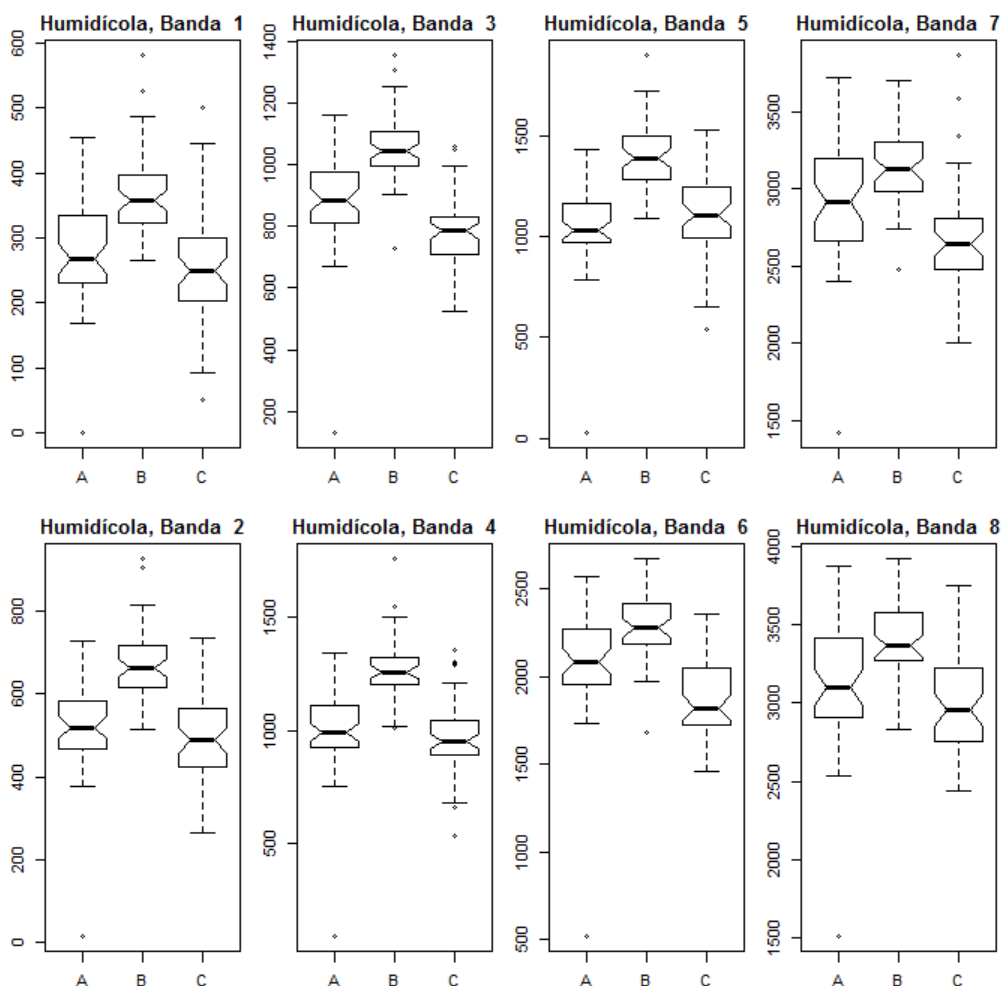 Humidícola, Banda 1
600
500
400
300
200
100
0
A B C
Humidícola, Banda 3
1400
1200
1000
800
600
400
200
A B C
Humidícola, Banda 5
1500
1000
500
0
A B C
Humidícola, Banda 7
3500
3000
2500
2000
1500
A B C
Humidícola, Banda 2
800
600
400
200
0
A B C
Humidícola, Banda 4
1500
1000
500
A B C
Humidícola, Banda 6
2500
2000
1500
1000
500
A B C
Humidícola, Banda 8
4000
3500
3000
2500
2000
1500
A B C